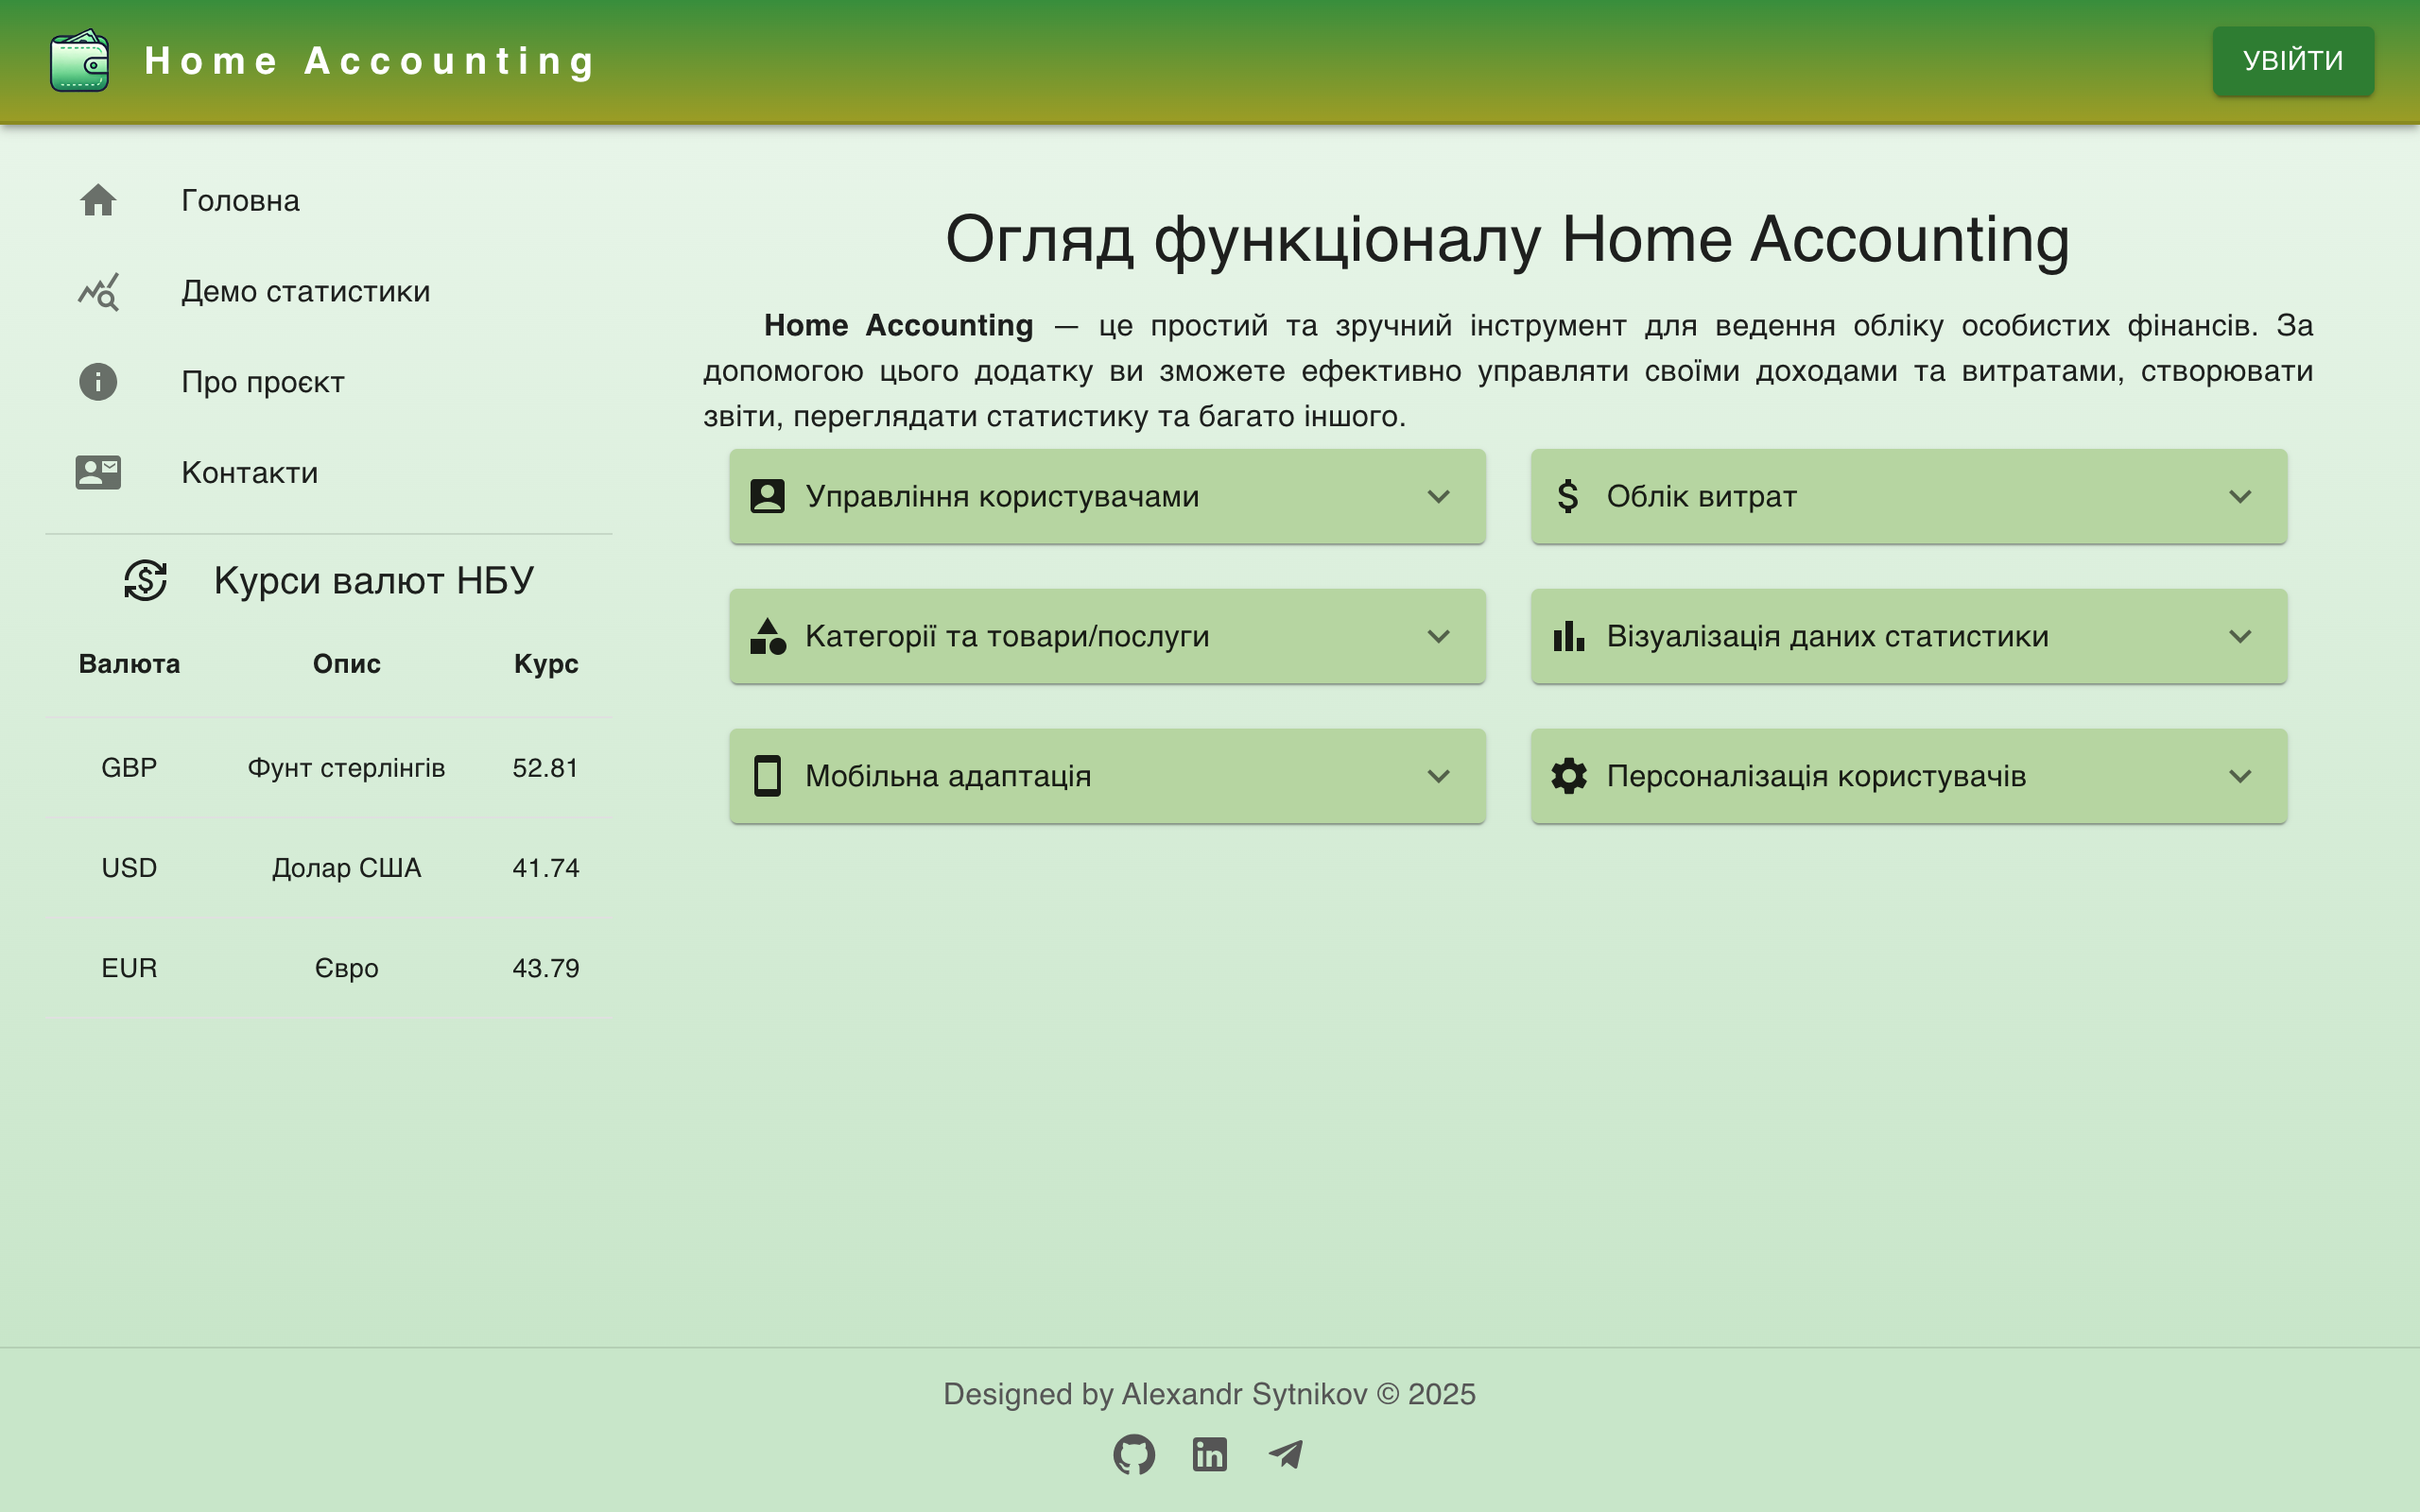 Home Accounting
УВІЙТИ
Головна
Демо статистики
Про проєкт
Контакти
Курси валют НБУ
Валюта Опис Курс
GBP Фунт стерлінгів 52.81
USD Долар США 41.74
EUR Євро 43.79
Огляд функціоналу Home Accounting
Home Accounting — це простий та зручний інструмент для ведення обліку особистих фінансів. За
допомогою цього додатку ви зможете ефективно управляти своїми доходами та витратами, створювати
звіти, переглядати статистику та багато іншого.
Управління користувачами
Облік витрат
Категорії та товари/послуги
Візуалізація даних статистики
Мобільна адаптація
Персоналізація користувачів
Designed by Alexandr Sytnikov © 2025